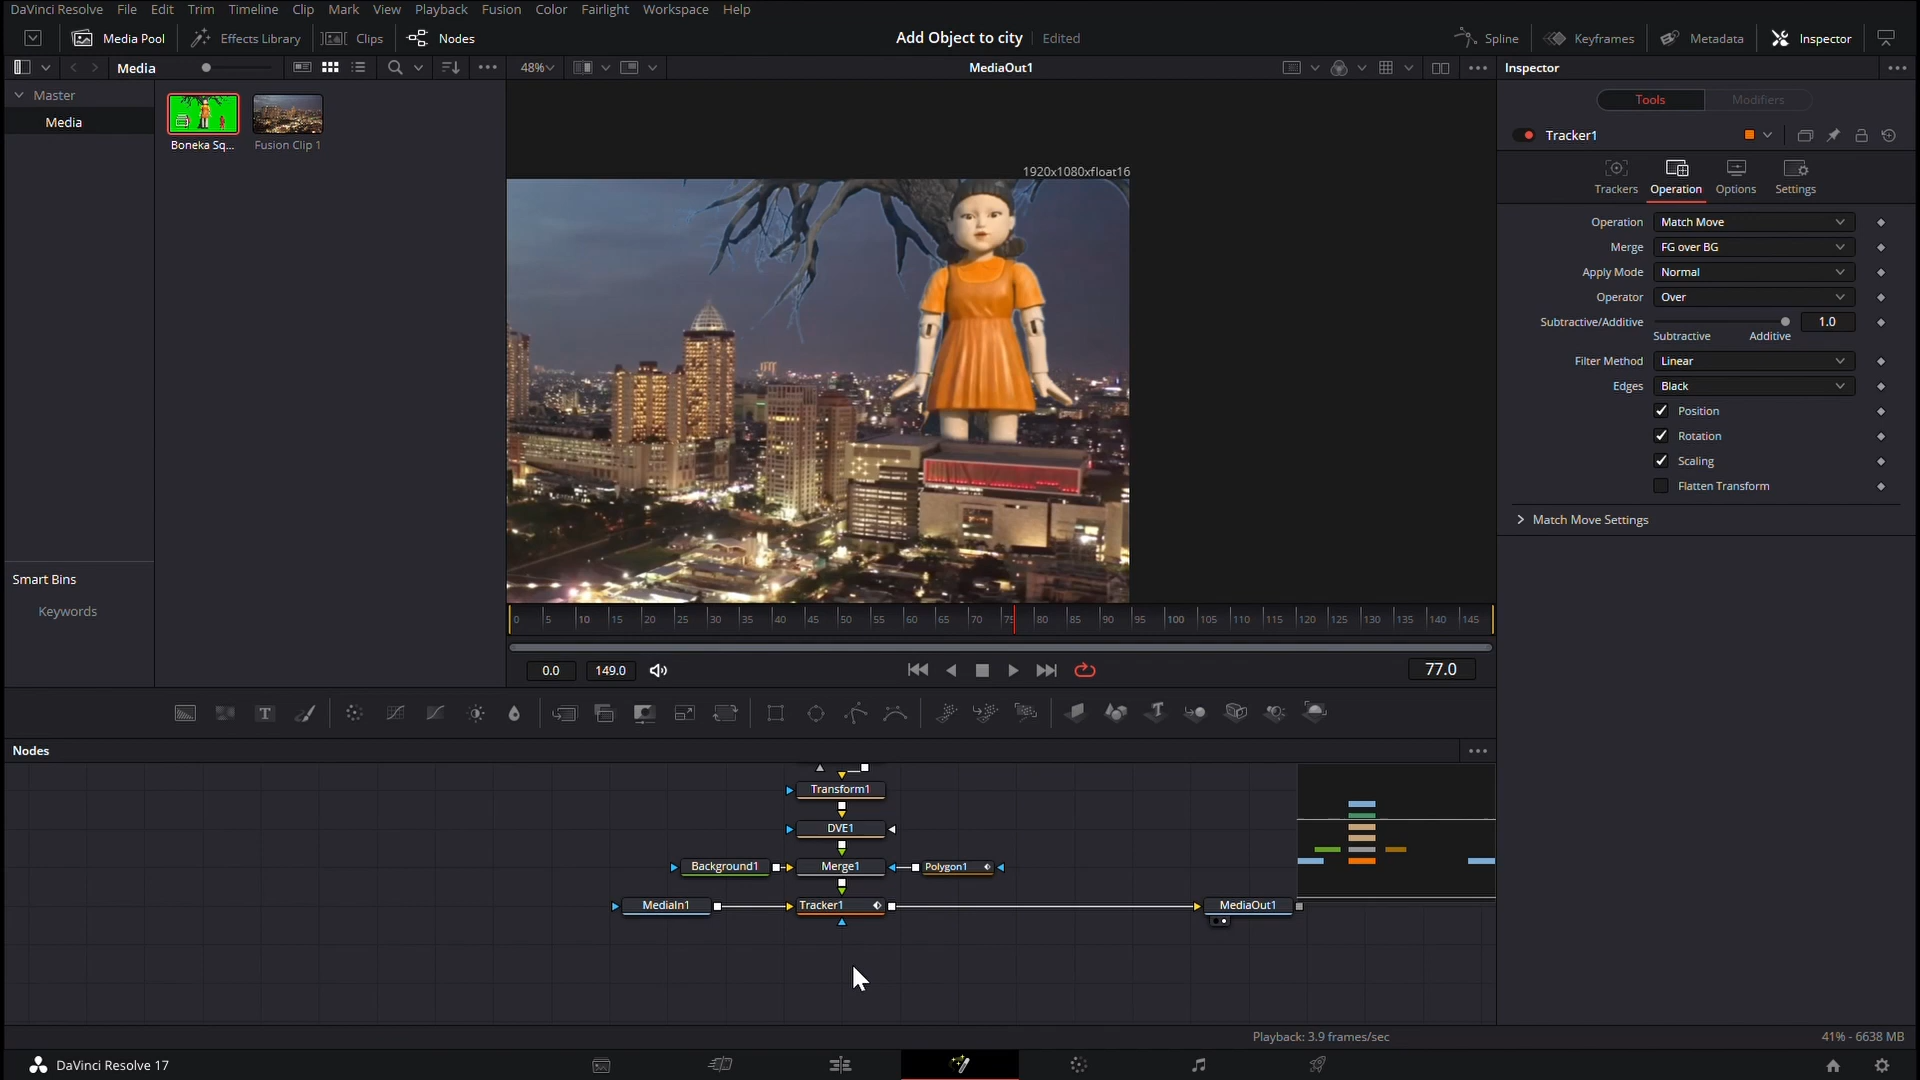 DaVinci Resolve File Edit Trim Timeline Clip Mark View Playback Fusion Color Fairlight Workspace Help
Media Pool Effects Library Clips Nodes Add Object to city Edited Spline Keyframes Metadata Inspector
Media 48% MediaOut1 Inspector
Master
Media
Boneka Sq... Fusion Clip 1
Smart Bins
Keywords
1920x1080xfloat16
0 5 10 15 20 25 30 35 40 45 50 55 60 65 70 75 80 85 90 95 100 105 110 115 120 125 130 135 140 145
0.0 149.0 77.0
Tools Modifiers
Tracker1
Trackers Operation Options Settings
Operation Match Move
Merge FG over BG
Apply Mode Normal
Operator Over
Subtractive/Additive 1.0
Subtractive Additive
Filter Method Linear
Edges Black
Position
Rotation
Scaling
Flatten Transform
Match Move Settings
T
Nodes
Transform1
DVE1
Background1 Merge1 Polygon1
MediaIn1 Tracker1 MediaOut1
Playback: 3.9 frames/sec 41% - 6638 MB
DaVinci Resolve 17